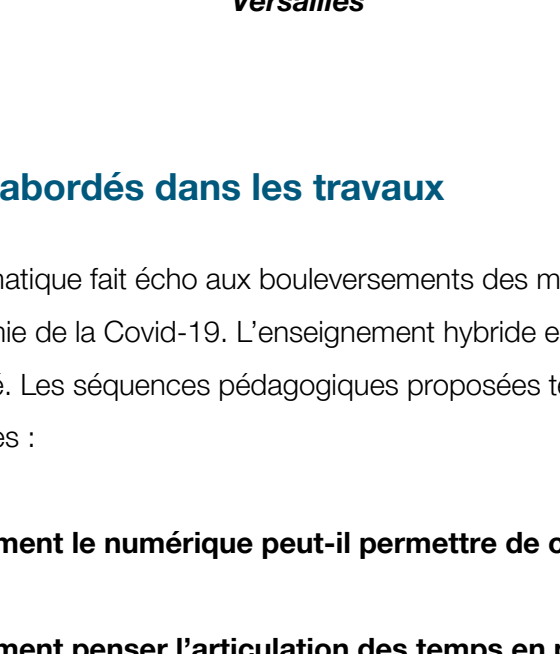 Versailles
abordés dans les travaux
matique fait écho aux bouleversements des m
mie de la Covid-19. L’enseignement hybride e
é. Les séquences pédagogiques proposées te
es :
ment le numérique peut-il permettre de c
ment penser l’articulation des temps en p